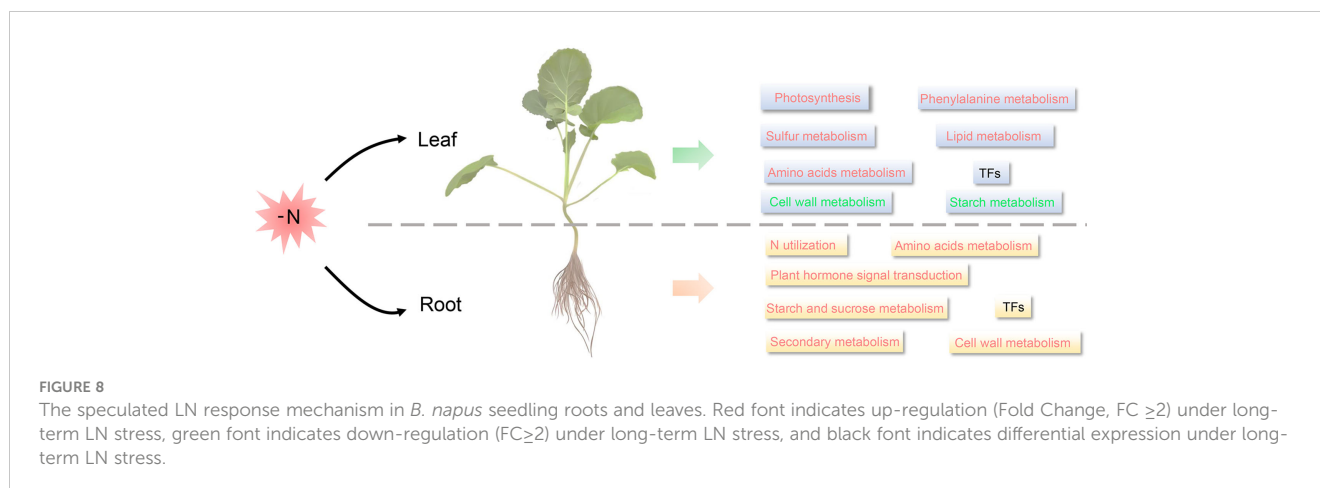 Photosynthesis Phenylalanine metabolism
Leaf
Sulfur metabolism Lipid metabolism
Amino acids metabolism TFs
Cell wall metabolism Starch metabolism
-N
N utilization Amino acids metabolism
Plant hormone signal transduction
Root
Starch and sucrose metabolism TFs
Secondary metabolism Cell wall metabolism
FIGURE 8
The speculated LN response mechanism in B. napus seedling roots and leaves. Red font indicates up-regulation (Fold Change, FC ≥2) under long-
term LN stress, green font indicates down-regulation (FC≥2) under long-term LN stress, and black font indicates differential expression under long-
term LN stress.